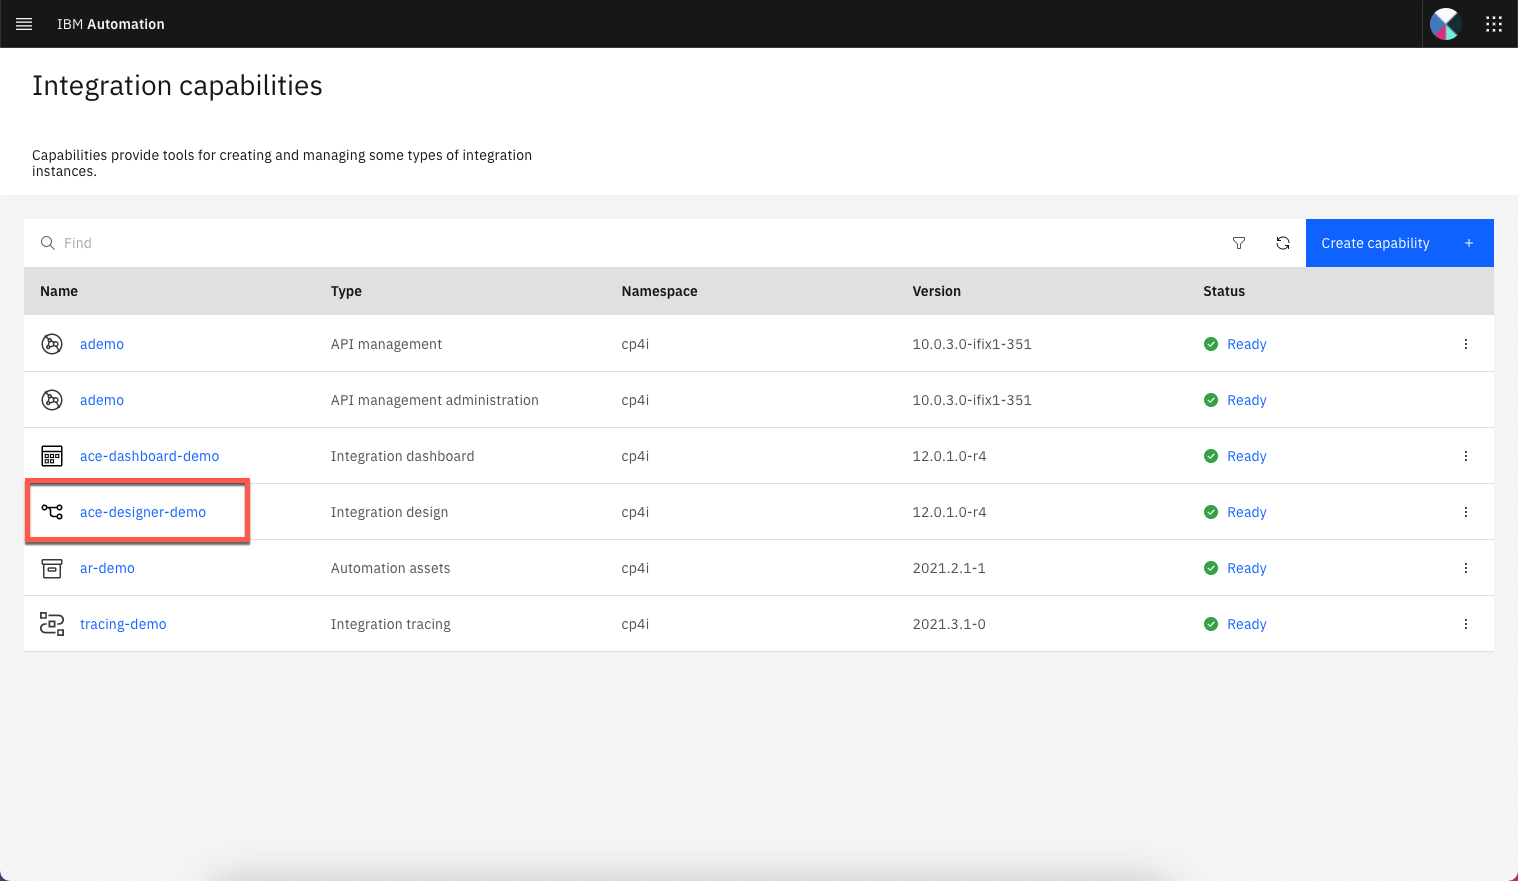 IBM Automation
Integration capabilities
Capabilities provide tools for creating and managing some types of integration
instances.
Find
Create capability +
Name Type Namespace Version Status
ademo API management cp4i 10.0.3.0-ifix1-351 Ready
ademo API management administration cp4i 10.0.3.0-ifix1-351 Ready
ace-dashboard-demo Integration dashboard cp4i 12.0.1.0-r4 Ready
ace-designer-demo Integration design cp4i 12.0.1.0-r4 Ready
ar-demo Automation assets cp4i 2021.2.1-1 Ready
tracing-demo Integration tracing cp4i 2021.3.1-0 Ready